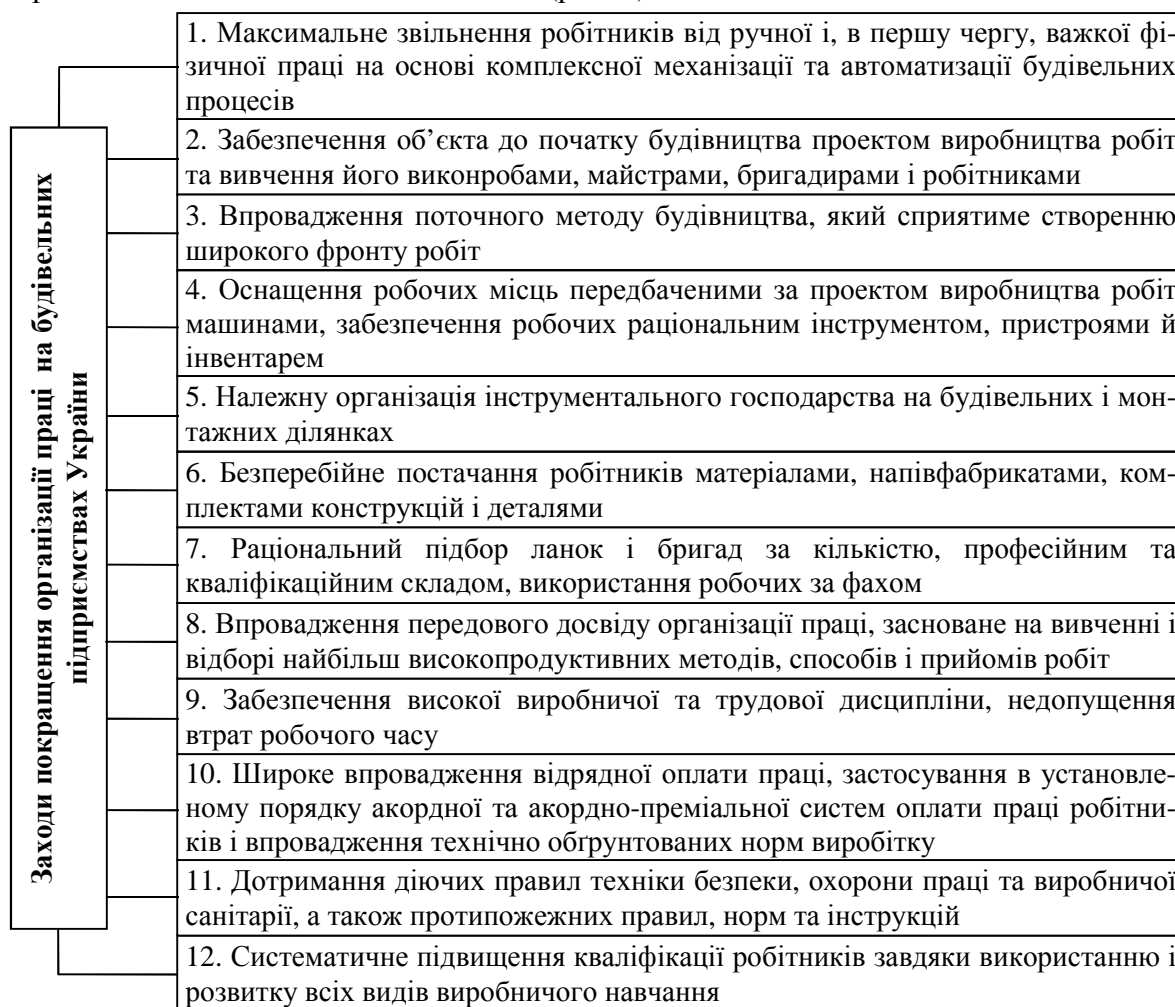 Заходи покращення організації праці на будівельних
підприємствах України
1. Максимальне звільнення робітників від ручної і, в першу чергу, важкої фі-
зичної праці на основі комплексної механізації та автоматизації будівельних
процесів
2. Забезпечення об’єкта до початку будівництва проектом виробництва робіт
та вивчення його виконробами, майстрами, бригадирами і робітниками
3. Впровадження поточного методу будівництва, який сприятиме створенню
широкого фронту робіт
4. Оснащення робочих місць передбаченими за проектом виробництва робіт
машинами, забезпечення робочих раціональним інструментом, пристроями й
інвентарем
5. Належну організація інструментального господарства на будівельних і мон-
тажних ділянках
6. Безперебійне постачання робітників матеріалами, напівфабрикатами, ком-
плектами конструкцій і деталями
7. Раціональний підбор ланок і бригад за кількістю, професійним та
кваліфікаційним складом, використання робочих за фахом
8. Впровадження передового досвіду організації праці, засноване на вивченні і
відборі найбільш високопродуктивних методів, способів і прийомів робіт
9. Забезпечення високої виробничої та трудової дисципліни, недопущення
втрат робочого часу
10. Широке впровадження відрядної оплати праці, застосування в установле-
ному порядку акордної та акордно-преміальної систем оплати праці робітни-
ків і впровадження технічно обґрунтованих норм виробітку
11. Дотримання діючих правил техніки безпеки, охорони праці та виробничої
санітарії, а також протипожежних правил, норм та інструкцій
12. Систематичне підвищення кваліфікації робітників завдяки використанню і
розвитку всіх видів виробничого навчання